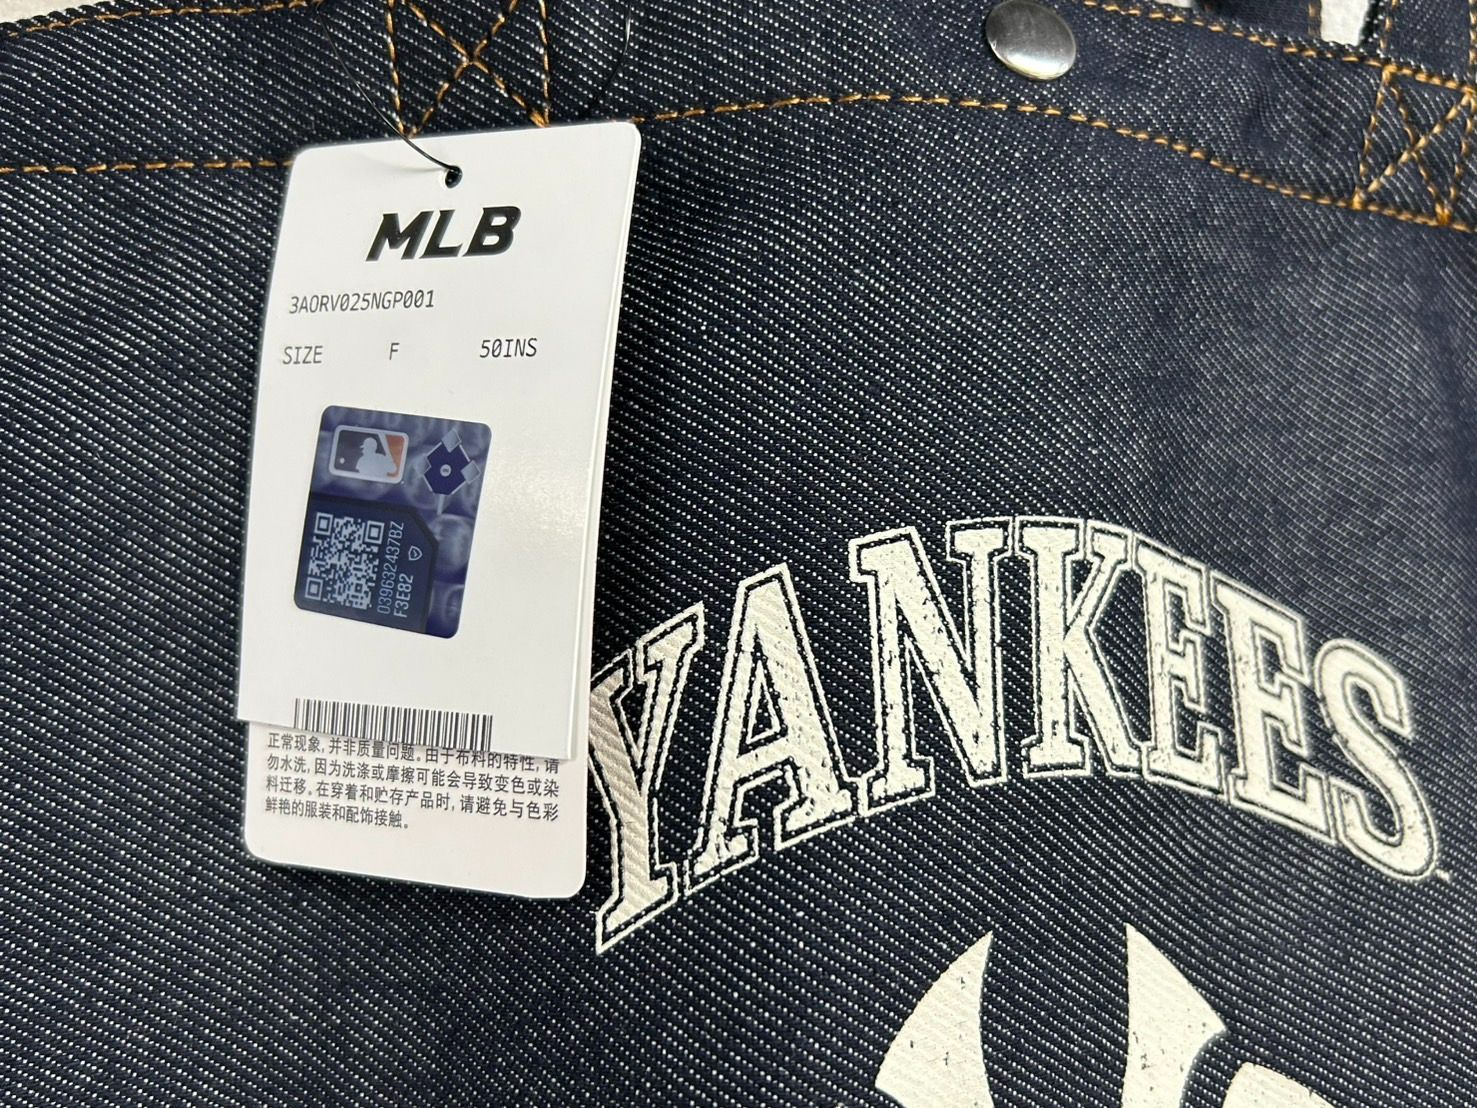 MLB
3AORV025NGP001
SIZE F 50INS
039632437BZ
F3E82
正常现象,并非质量问题。由于布料的特性,请
勿水洗,因为洗涤或摩擦可能会导致变色或染
料迁移。在穿着和贮存产品时,请避免与色彩
鲜艳的服装和配饰接触。
YANKEES